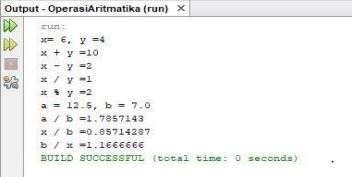 Output - OperasiAritmatika (run) ×
run:
x= 6, y =4
x + y =10
x - y =2
x / y =1
x % y =2
a = 12.5, b = 7.0
a / b =1.7857143
x / b =0.85714287
b / x =1.1666666
BUILD SUCCESSFUL (total time: 0 seconds)